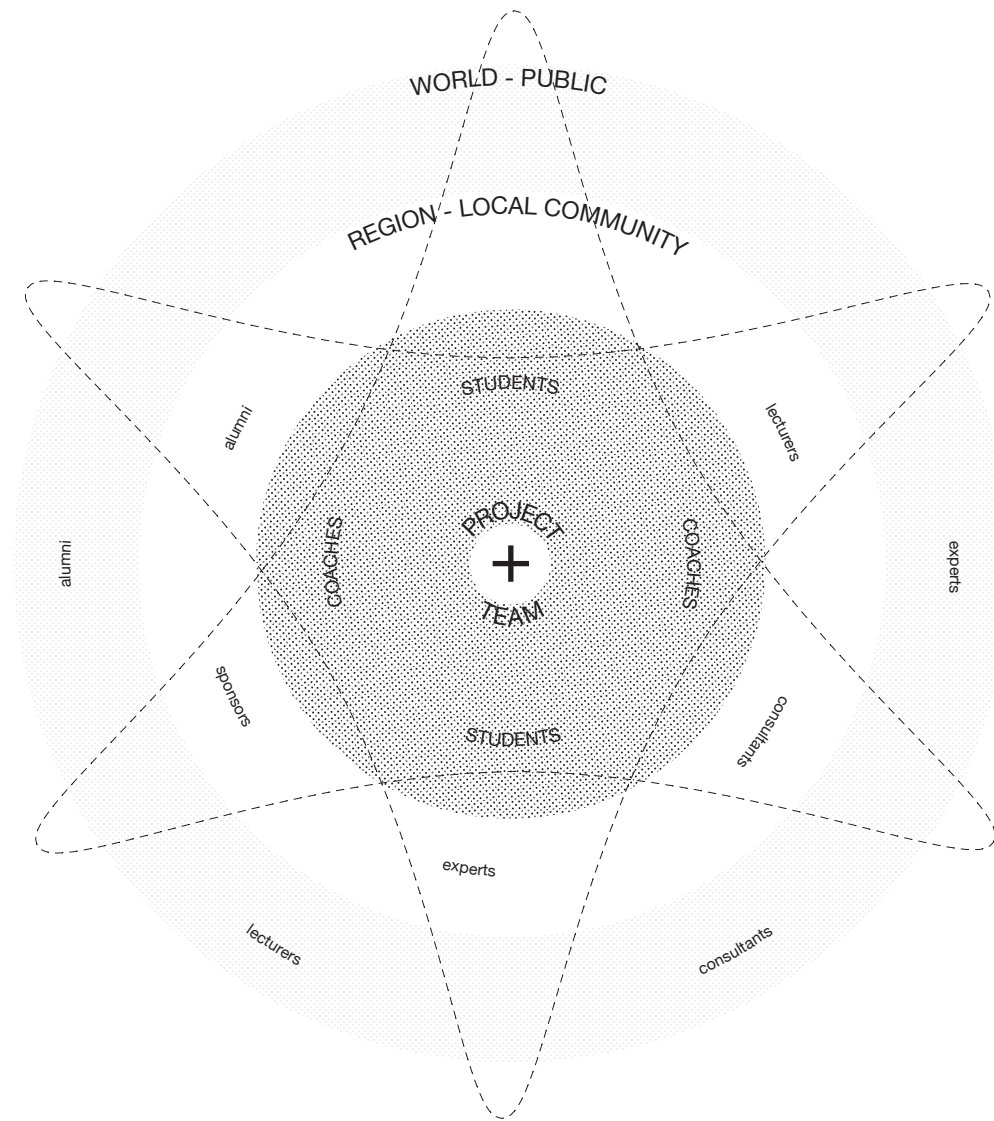 WORLD - PUBLIC
REGION - LOCAL COMMUNITY
STUDENTS
alumni
lecturers
PROJECT
+
TEAM
COACHES
COACHES
alumni
experts
sponsors
consultants
STUDENTS
experts
lecturers
consultants